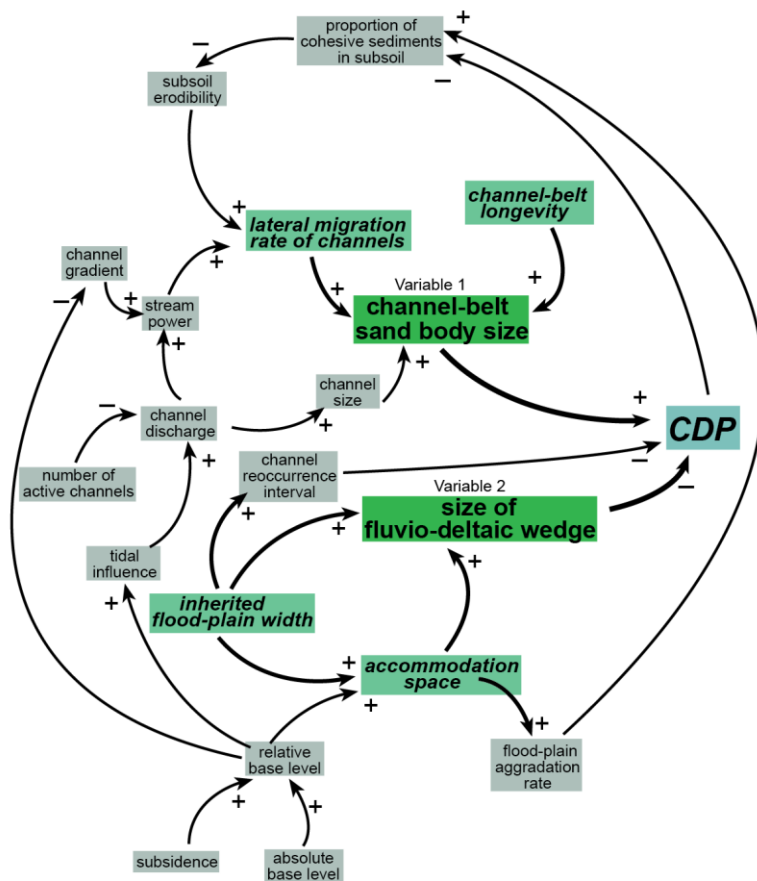 +
proportion of
cohesive sediments
in subsoil
−
−
subsoil
erodibility
+
lateral migration
rate of channels
channel-belt
longevity
channel
gradient
+
−
+
stream
power
+
+
Variable 1
channel-belt
sand body size
+
+
channel
size
+
+
−
channel
discharge
+
CDP
number of
active channels
+
channel
reoccurrence
interval
−
−
Variable 2
size of
fluvio-deltaic wedge
+
+
tidal
influence
+
+
inherited
flood-plain width
+
accommodation
space
+
+
relative
base level
flood-plain
aggradation
rate
+
+
subsidence
absolute
base level